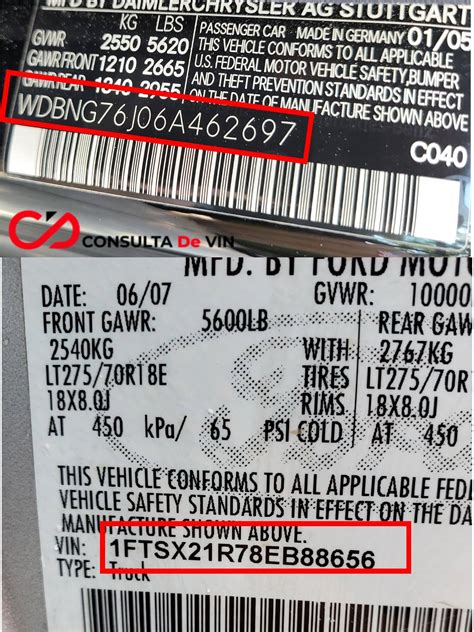 MFD BY DAIMLERCHRYSLER AG STUTTGART
KG LBS
PASSENGER CAR MADE IN GERMANY 01/05
GVWR 2550 5620
THIS VEHICLE CONFORMS TO ALL APPLICABLE
GAWR FRONT 1210 2665
U.S. FEDERAL MOTOR VEHICLE SAFETY, BUMPER
GAWR REAR 1340 2955
AND THEFT PREVENTION STANDARDS IN EFFECT
ON THE DATE OF MANUFACTURE SHOWN ABOVE
WDBNG76J06A462697
C040
CONSULTA De VIN
MFD. BY FORD MOTO
DATE: 06/07 GVWR: 10000
FRONT GAWR: 5600LB REAR GAW
2540KG WITH 2767KG
LT275/70R18E TIRES LT275/70R
18X8.0J RIMS 18X8.0J
AT 450 kPa/ 65 PSI COLD AT 450
THIS VEHICLE CONFORMS TO ALL APPLICABLE FEDE
VEHICLE SAFETY STANDARDS IN EFFECT ON THE DA
MANUFACTURE SHOWN ABOVE.
VIN: 1FTSX21R78EB88656
TYPE: Truck